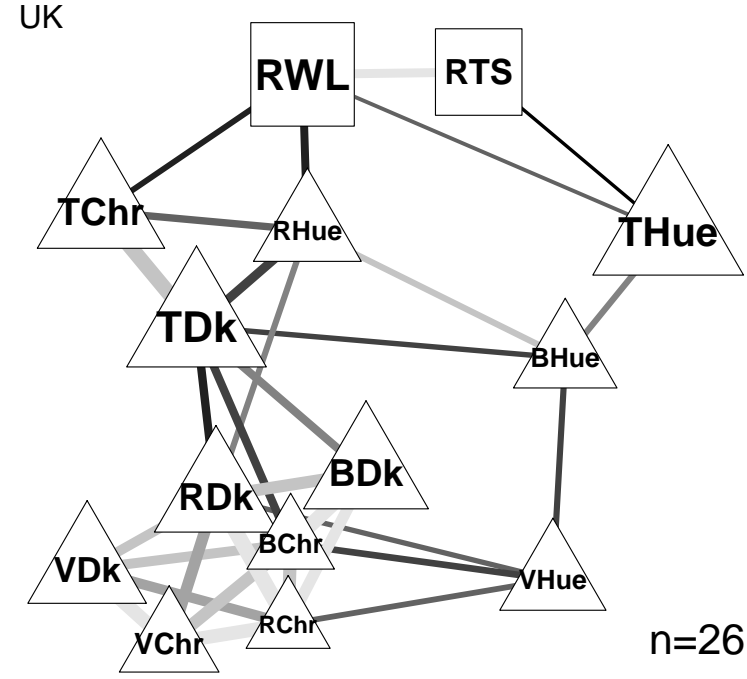 UK
RWL
RTS
TChr
RHue
THue
TDk
BHue
BDk
RDk
BChr
VDk
VHue
RChr
VChr
n=26